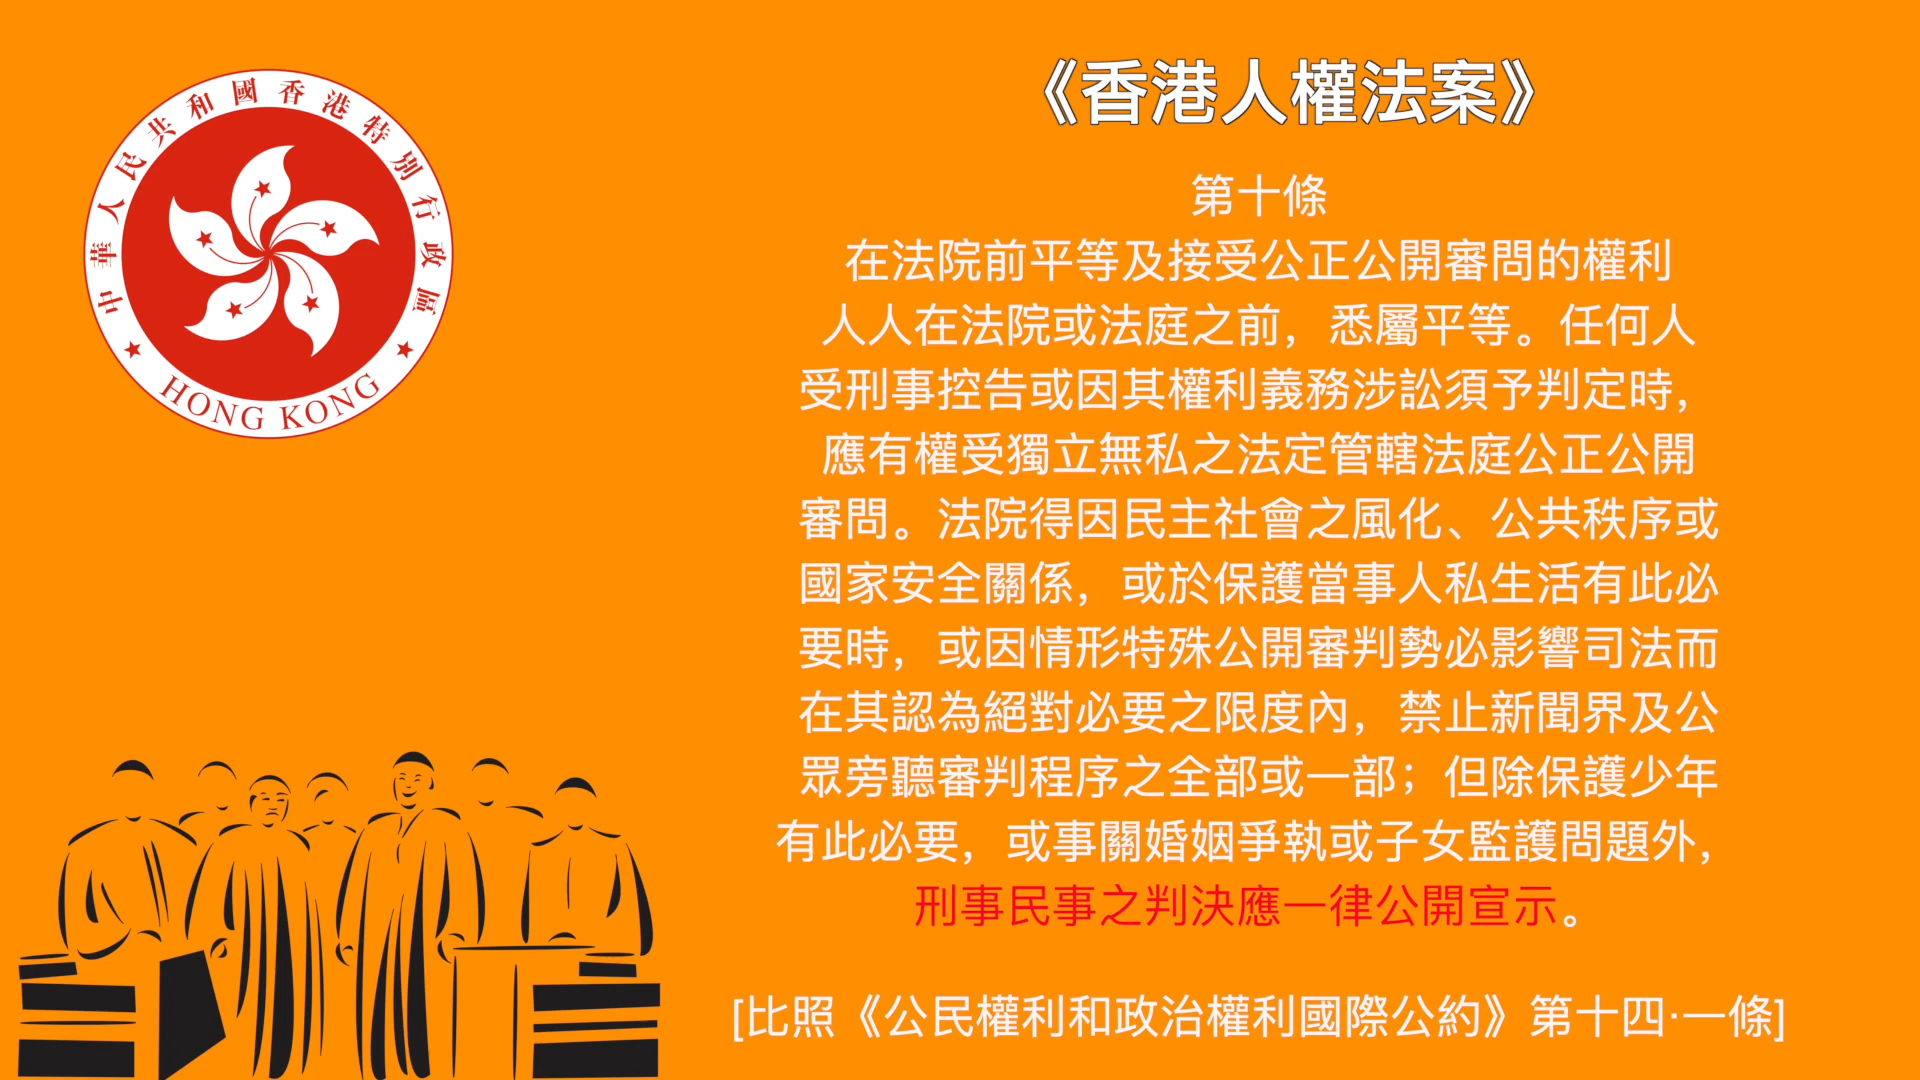 中華人民共和國香港特別行政區
HONG KONG
《香港人權法案》
第十條
在法院前平等及接受公正公開審問的權利
人人在法院或法庭之前，悉屬平等。任何人
受刑事控告或因其權利義務涉訟須予判定時，
應有權受獨立無私之法定管轄法庭公正公開
審問。法院得因民主社會之風化、公共秩序或
國家安全關係，或於保護當事人私生活有此必
要時，或因情形特殊公開審判勢必影響司法而
在其認為絕對必要之限度內，禁止新聞界及公
眾旁聽審判程序之全部或一部；但除保護少年
有此必要，或事關婚姻爭執或子女監護問題外，
刑事民事之判決應一律公開宣示。
[比照《公民權利和政治權利國際公約》第十四·一條]